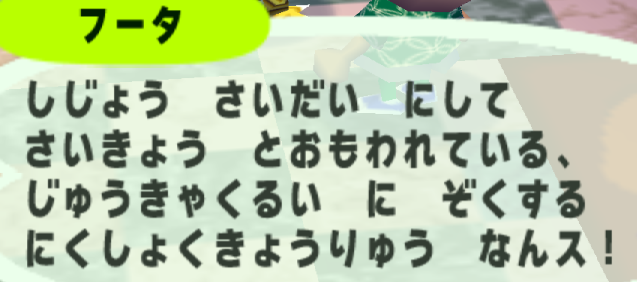 フータ
しじょう　さいだい　にして
さいきょう　とおもわれている、
じゅうきゃくるい　に　ぞくする
にくしょくきょうりゅう　なんス！